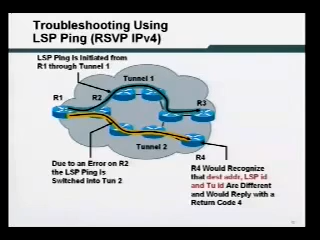 Troubleshooting Using
LSP Ping (RSVP IPv4)
LSP Ping is Initiated from
R1 through Tunnel 1
Tunnel 1
R1
R2
R3
Tunnel 2
R4
Due to an Error on R2
the LSP Ping Is
Switched into Tun 2
R4 Would Recognize
that dest addr, LSP id
and Tu id Are Different
and Would Reply with a
Return Code 4